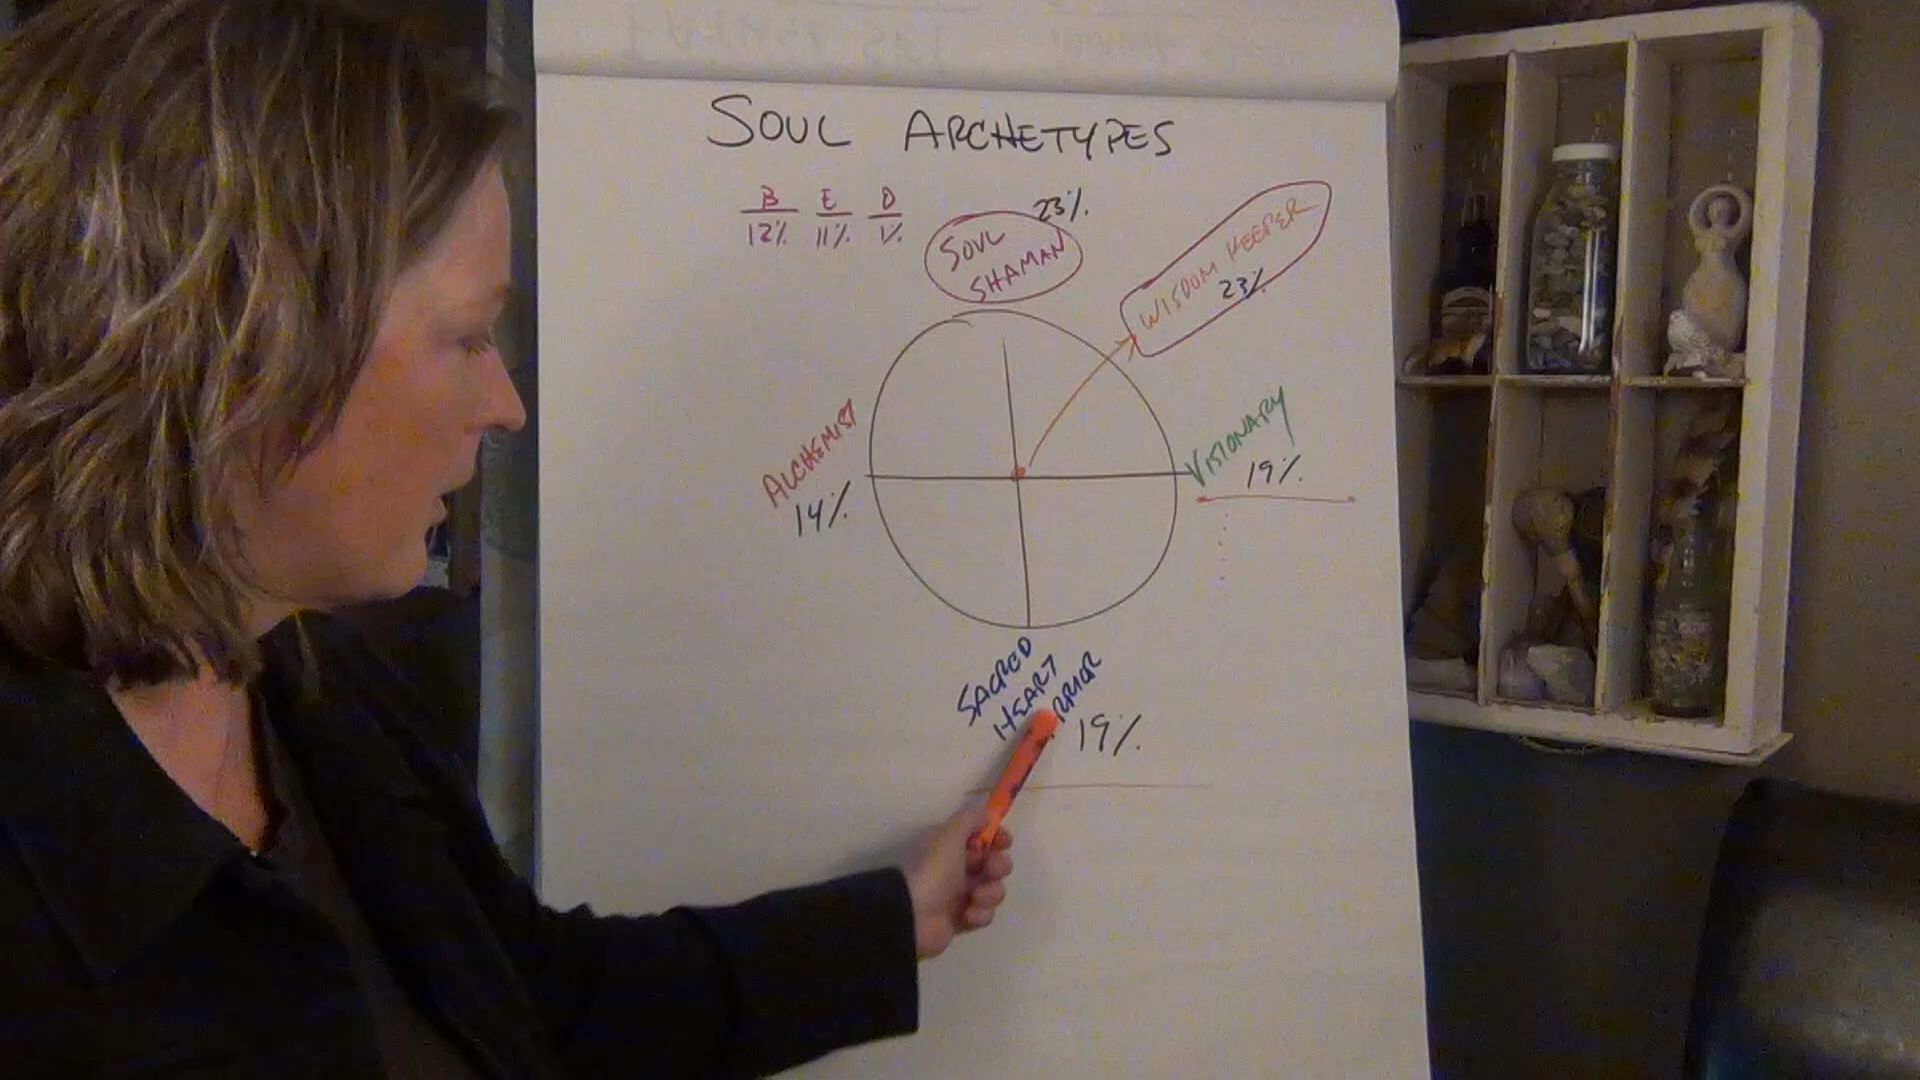 SOUL ARCHETYPES
B E D
12% 11% 1%
23%
SOUL
SHAMAN
WISDOM KEEPER
23%
ALCHEMIST
14%
VISIONARY
19%
SACRED
HEART
19%